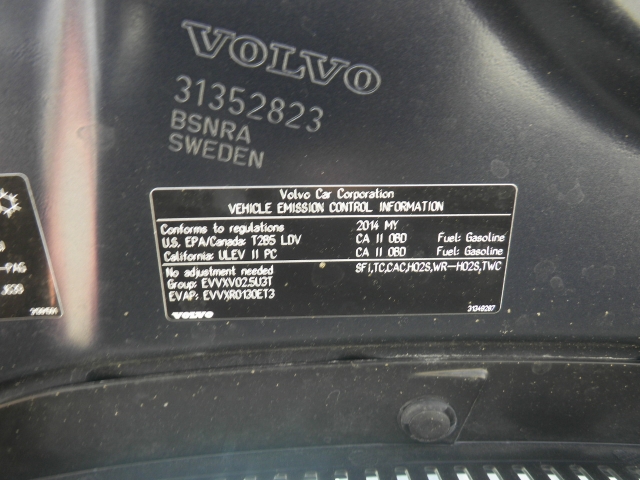 VOLVO
31352823
BSNRA
SWEDEN
Volvo Car Corporation
VEHICLE EMISSION CONTROL INFORMATION
Conforms to regulations 2014 MY
U.S. EPA/Canada: T2B5 LDV CA II OBD Fuel: Gasoline
California: ULEV II PC CA II OBD Fuel: Gasoline
No adjustment needed SFI,TC,CAC,HO2S,WR-HO2S,TWC
Group: EVVXV02.5U3T
EVAP: EVVXR0130ET3
VOLVO 31348287
-PAG